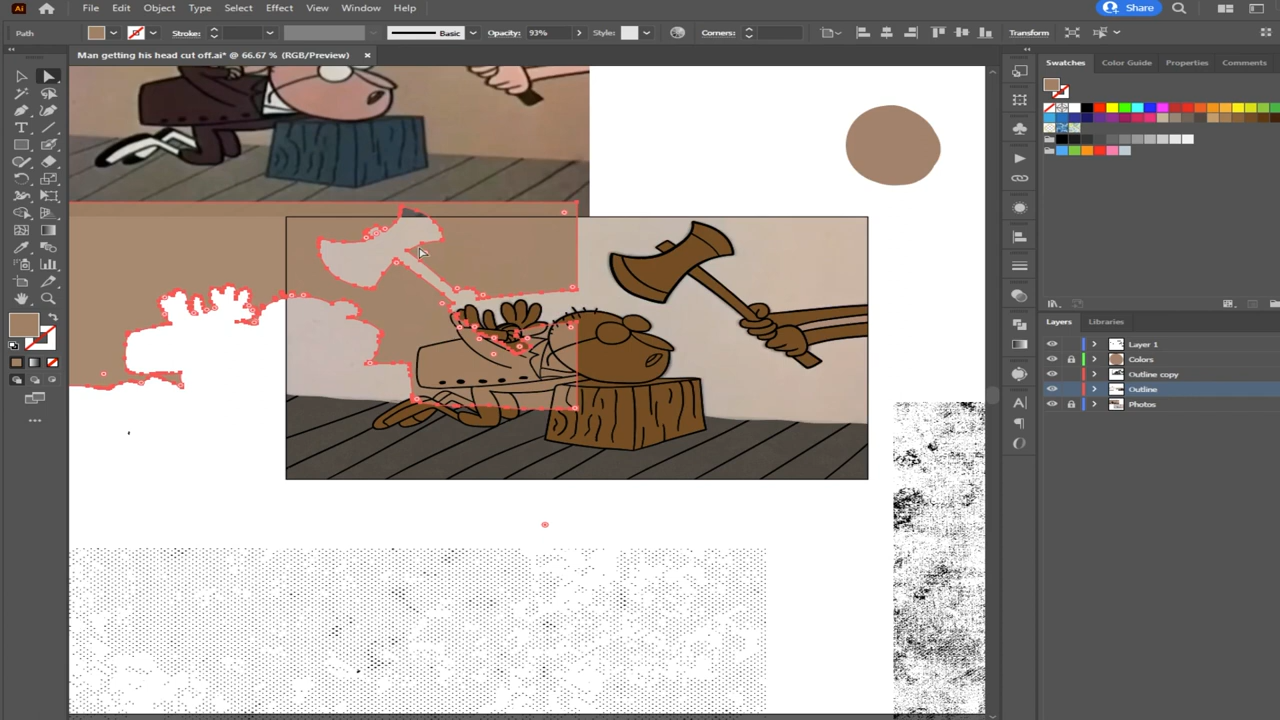 Ai File Edit Object Type Select Effect View Window Help Share
Path Stroke: Basic Opacity: 93% Style: Corners: Transform
Man getting his head cut off.ai* @ 66.67 % (RGB/Preview)
Swatches Color Guide Properties Comments
Layers Libraries
Layer 1
Colors
Outline copy
Outline
Photos